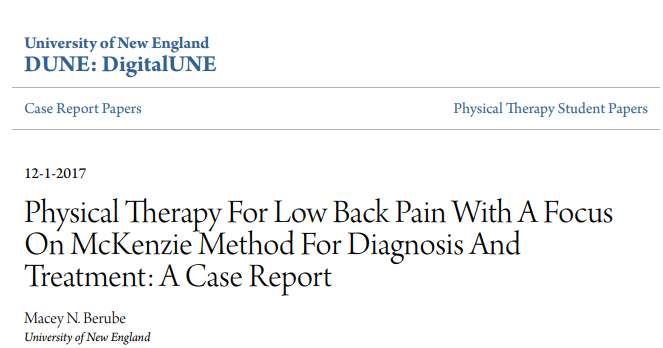 University of New England
DUNE: DigitalUNE
Case Report Papers
Physical Therapy Student Papers
12-1-2017
Physical Therapy For Low Back Pain With A Focus
On McKenzie Method For Diagnosis And
Treatment: A Case Report
Macey N. Berube
University of New England